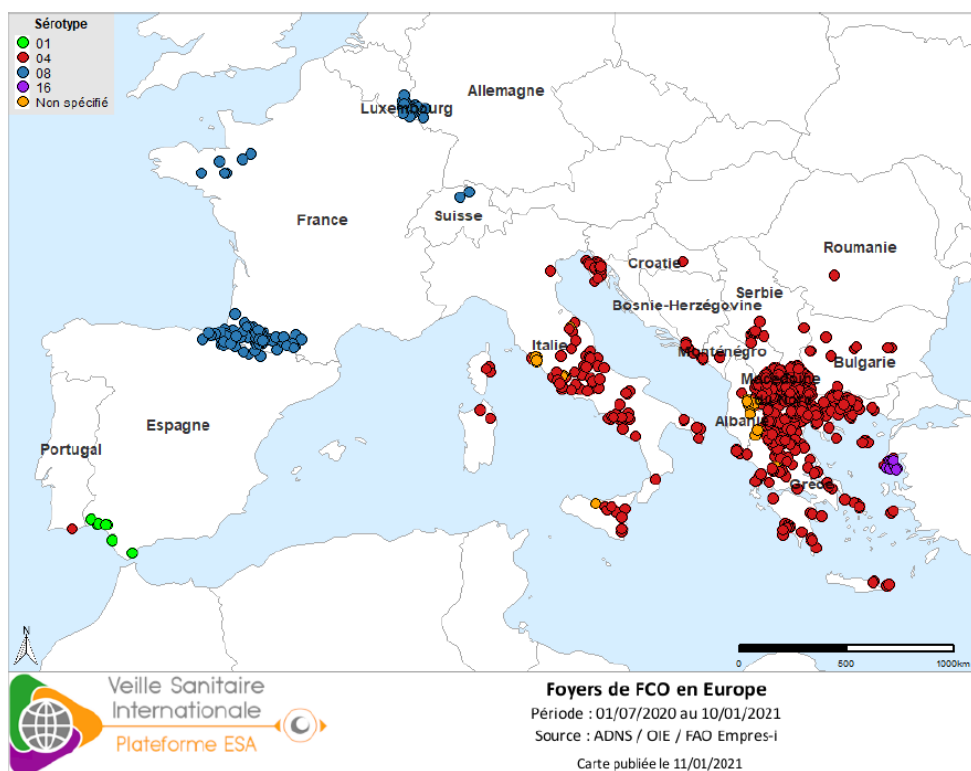 Sérotype
01
04
08
16
Non spécifié
Allemagne
Luxembourg
France
Suisse
Roumanie
Croatie
Serbie
Bosnie-Herzégovine
Italie
Monténégro
Bulgarie
Macédoine
Albanie
Espagne
Portugal
Grèce
N
0
500
1000km
Veille Sanitaire
Internationale
Plateforme ESA
Foyers de FCO en Europe
Période : 01/07/2020 au 10/01/2021
Source : ADNS / OIE / FAO Empres-i
Carte publiée le 11/01/2021